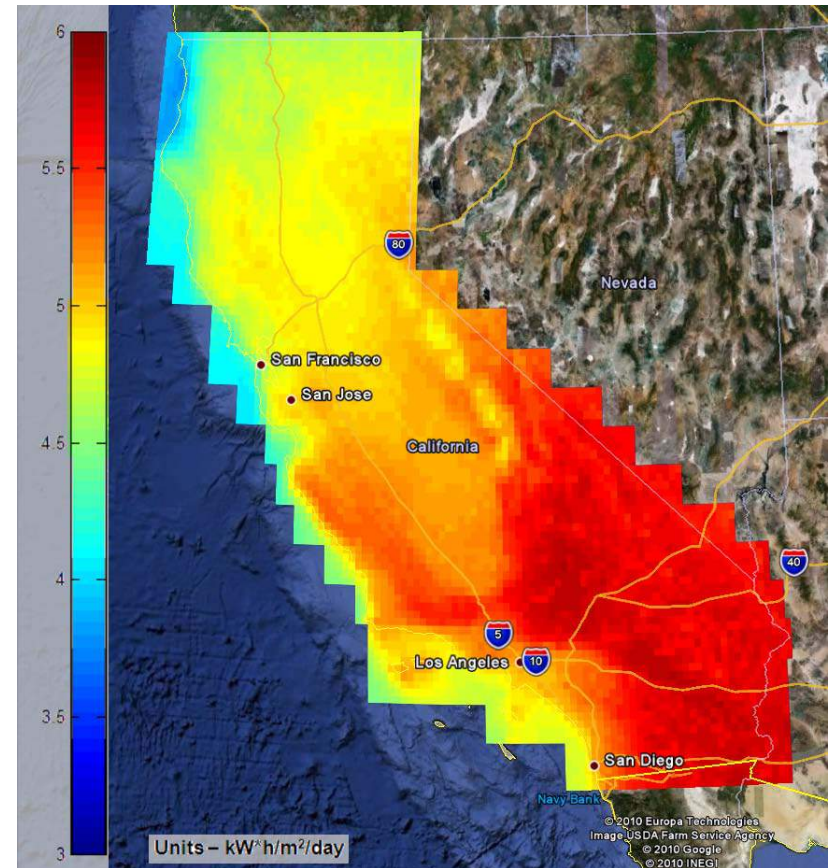 6
5.5
5
4.5
4
3.5
3
80
Nevada
San Francisco
San Jose
California
40
5
Los Angeles
10
San Diego
Navy Bank
Units – kW*h/m²/day
© 2010 Europa Technologies
Image USDA Farm Service Agency
© 2010 Google
© 2010 INEGI